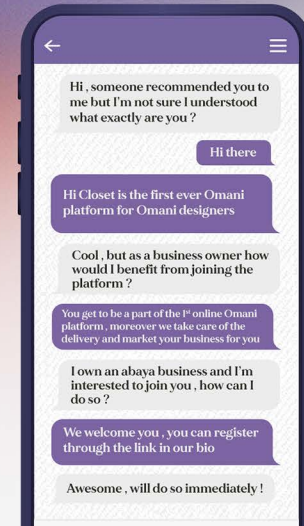 Hi , someone recommended you to
me but I'm not sure I understood
what exactly are you ?
Hi there
Hi Closet is the first ever Omani
platform for Omani designers
Cool , but as a business owner how
would I benefit from joining the
platform ?
You get to be a part of the 1st online Omani
platform , moreover we take care of the
delivery and market your business for you
I own an abaya business and I'm
interested to join you , how can I
do so ?
We welcome you , you can register
through the link in our bio
Awesome , will do so immediately !